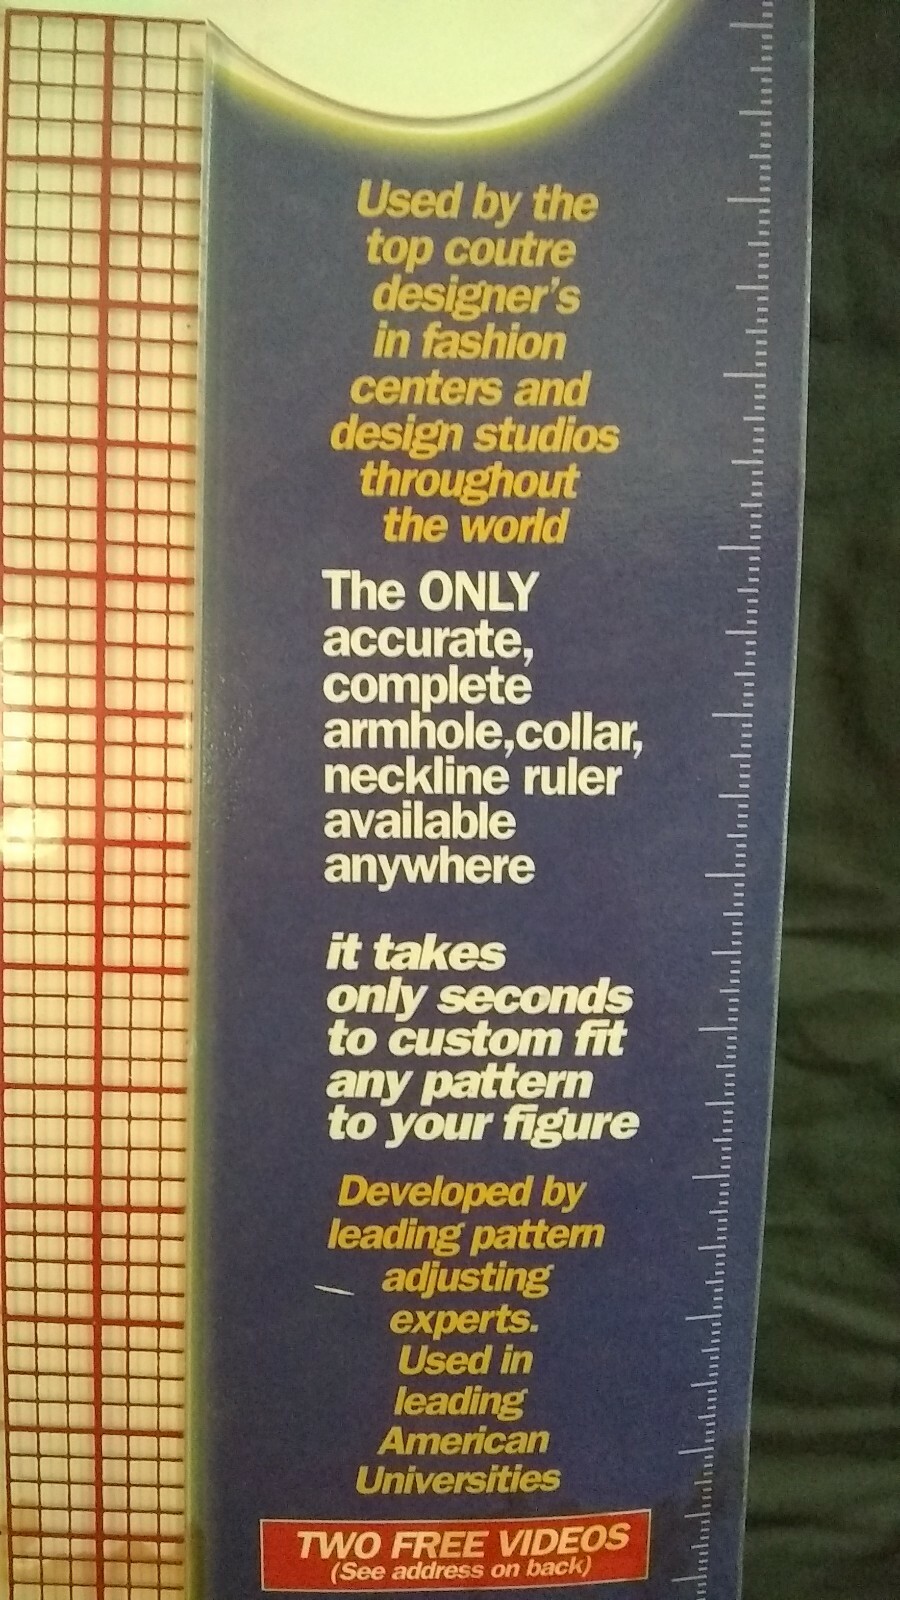 Used by the
top coutre
designer's
in fashion
centers and
design studios
throughout
the world
The ONLY
accurate,
complete
armhole,collar,
neckline ruler
available
anywhere
it takes
only seconds
to custom fit
any pattern
to your figure
Developed by
leading pattern
adjusting
experts.
Used in
leading
American
Universities
TWO FREE VIDEOS
(See address on back)